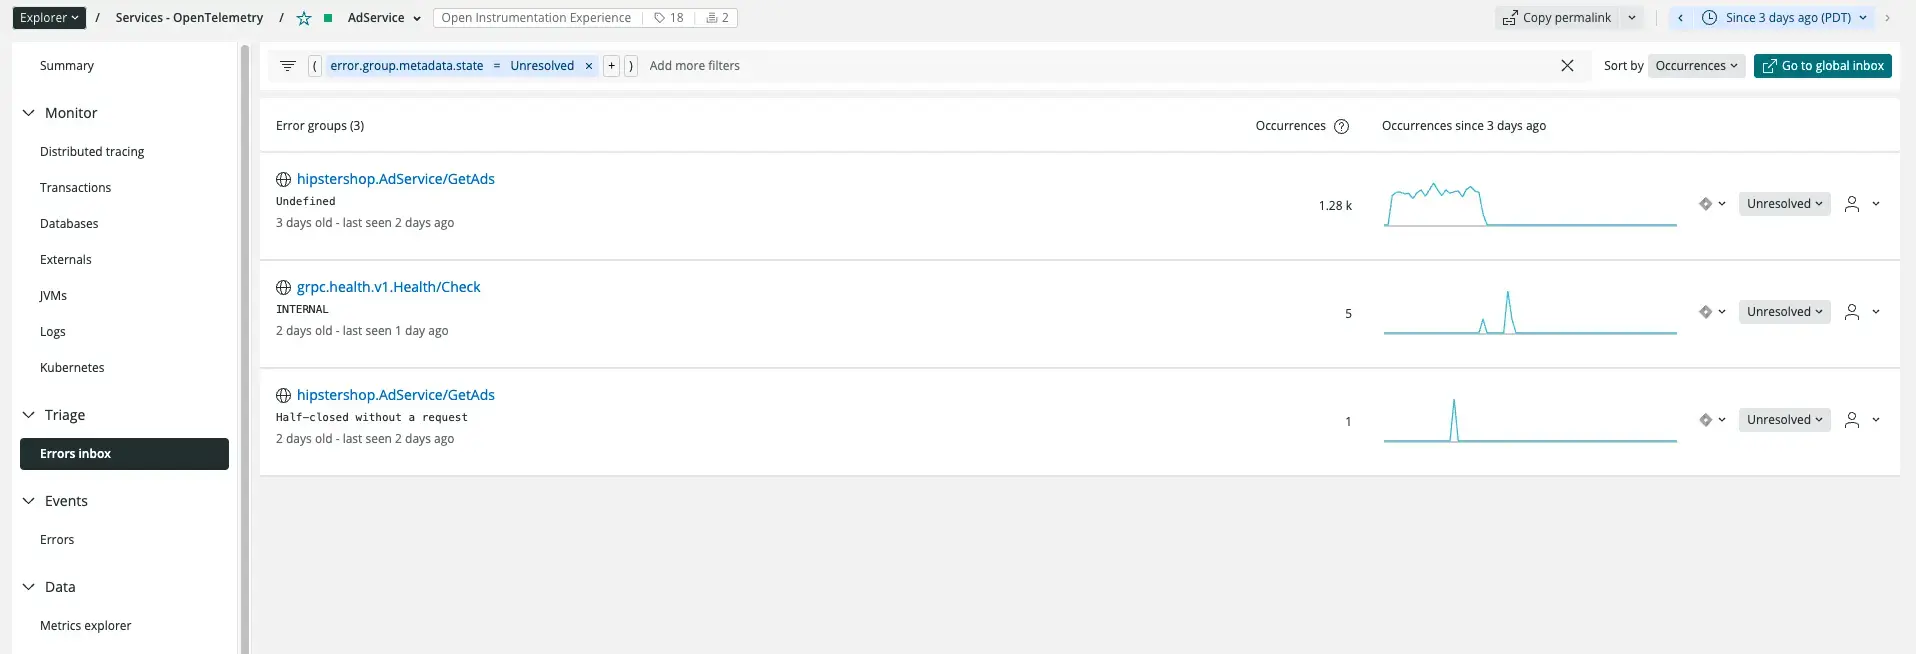 Explorer / Services - OpenTelemetry / AdService Open Instrumentation Experience 18 2 Copy permalink Since 3 days ago (PDT)
Summary
Monitor
Distributed tracing
Transactions
Databases
Externals
JVMs
Logs
Kubernetes
Triage
Errors inbox
Events
Errors
Data
Metrics explorer
( error.group.metadata.state = Unresolved × + ) Add more filters Sort by Occurrences Go to global inbox
Error groups (3) Occurrences ? Occurrences since 3 days ago
hipstershop.AdService/GetAds
Undefined
3 days old - last seen 2 days ago
1.28 k Unresolved
grpc.health.v1.Health/Check
INTERNAL
2 days old - last seen 1 day ago
5 Unresolved
hipstershop.AdService/GetAds
Half-closed without a request
2 days old - last seen 2 days ago
1 Unresolved